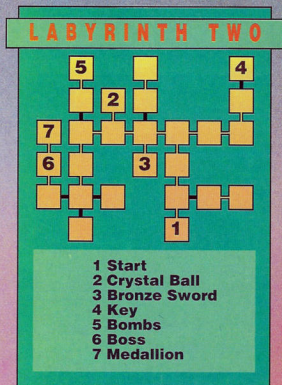 LABYRINTH TWO
5
4
2
7
6
3
1
1 Start
2 Crystal Ball
3 Bronze Sword
4 Key
5 Bombs
6 Boss
7 Medallion